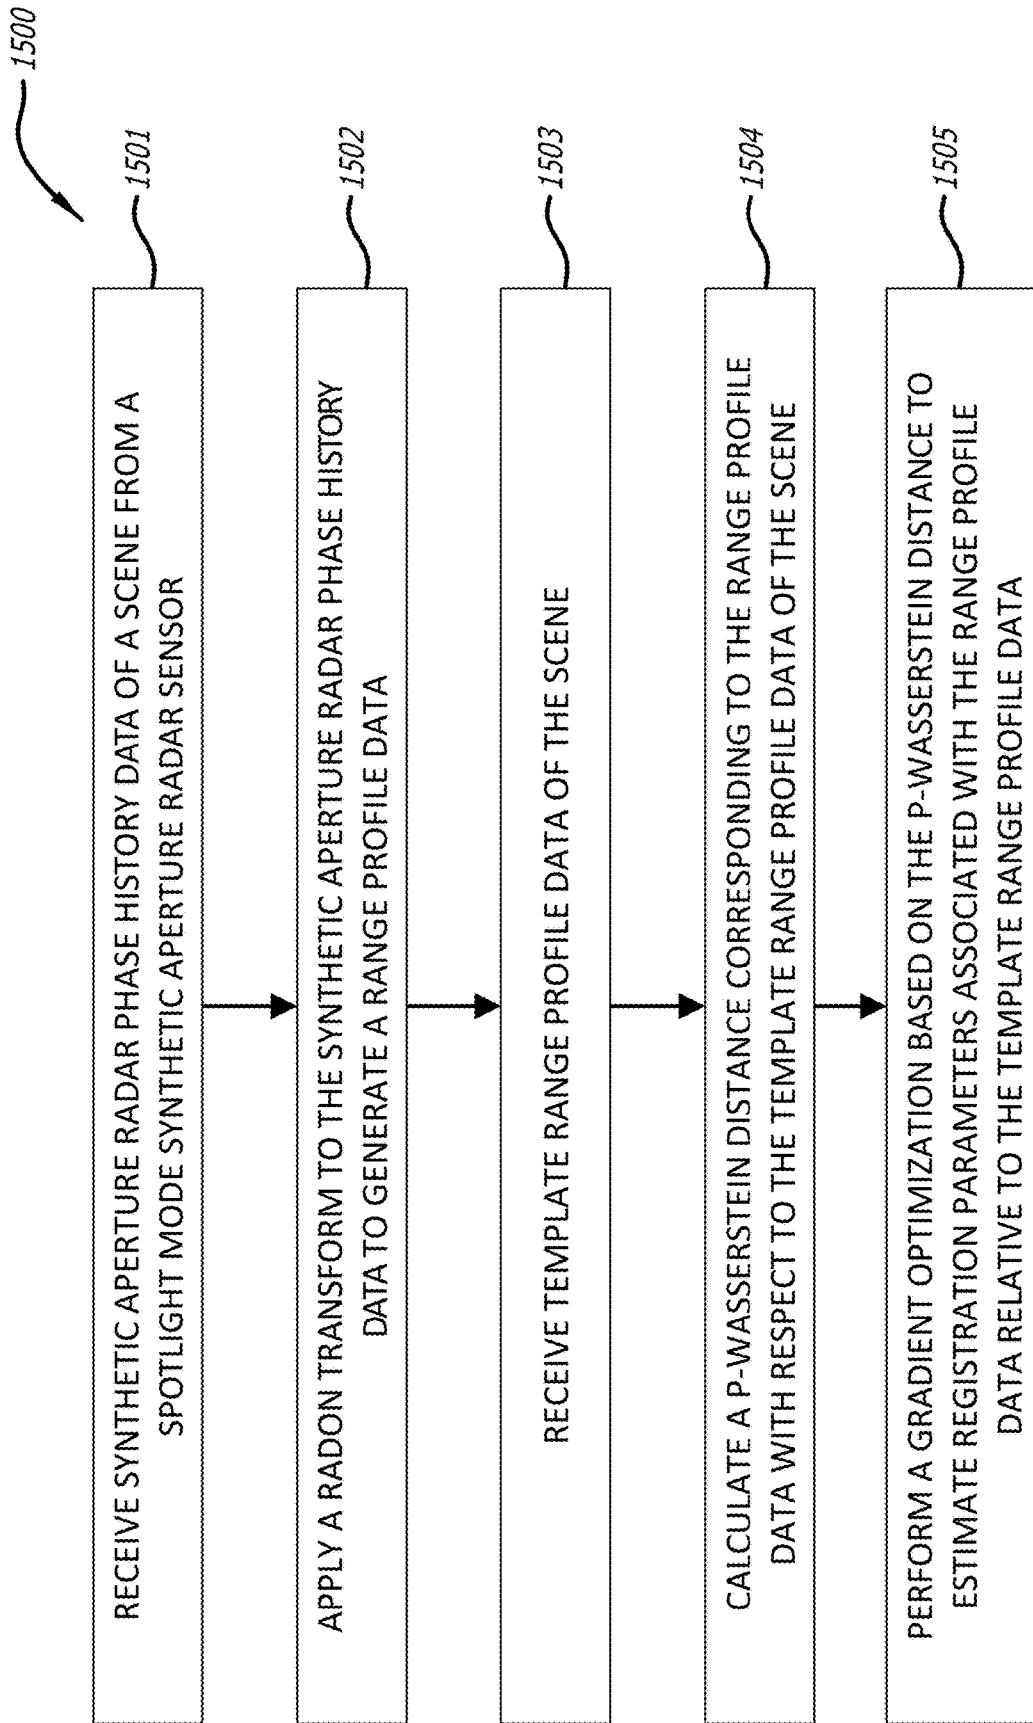 1500
RECEIVE SYNTHETIC APERTURE RADAR PHASE HISTORY DATA OF A SCENE FROM A
SPOTLIGHT MODE SYNTHETIC APERTURE RADAR SENSOR
1501
APPLY A RADON TRANSFORM TO THE SYNTHETIC APERTURE RADAR PHASE HISTORY
DATA TO GENERATE A RANGE PROFILE DATA
1502
RECEIVE TEMPLATE RANGE PROFILE DATA OF THE SCENE
1503
CALCULATE A P-WASSERSTEIN DISTANCE CORRESPONDING TO THE RANGE PROFILE
DATA WITH RESPECT TO THE TEMPLATE RANGE PROFILE DATA OF THE SCENE
1504
PERFORM A GRADIENT OPTIMIZATION BASED ON THE P-WASSERSTEIN DISTANCE TO
ESTIMATE REGISTRATION PARAMETERS ASSOCIATED WITH THE RANGE PROFILE
DATA RELATIVE TO THE TEMPLATE RANGE PROFILE DATA
1505